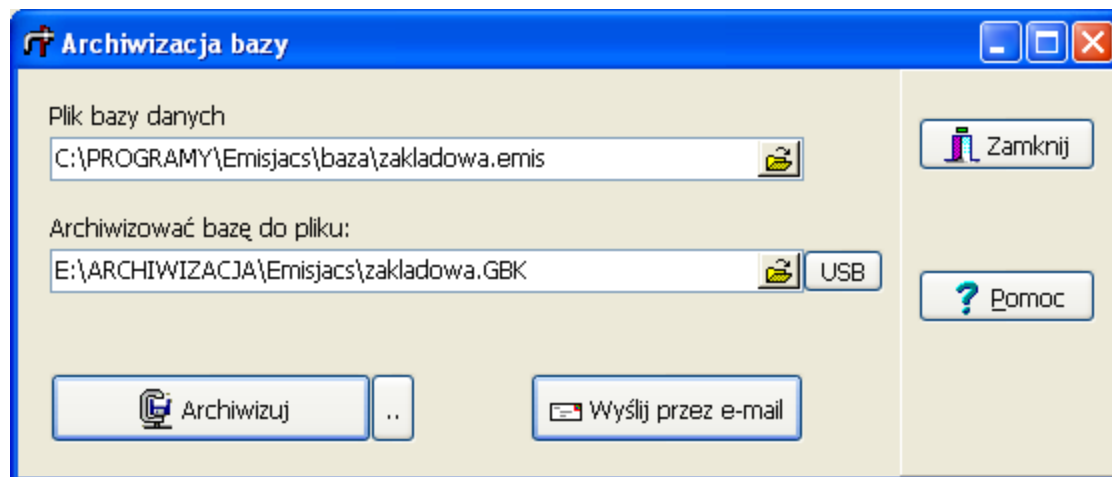 Archiwizacja bazy
Plik bazy danych
C:\PROGRAMY\Emisjacs\baza\zakladowa.emis
Zamknij
Archiwizować bazę do pliku:
E:\ARCHIWIZACJA\Emisjacs\zakladowa.GBK
USB
? Pomoc
Archiwizuj
..
Wyślij przez e-mail